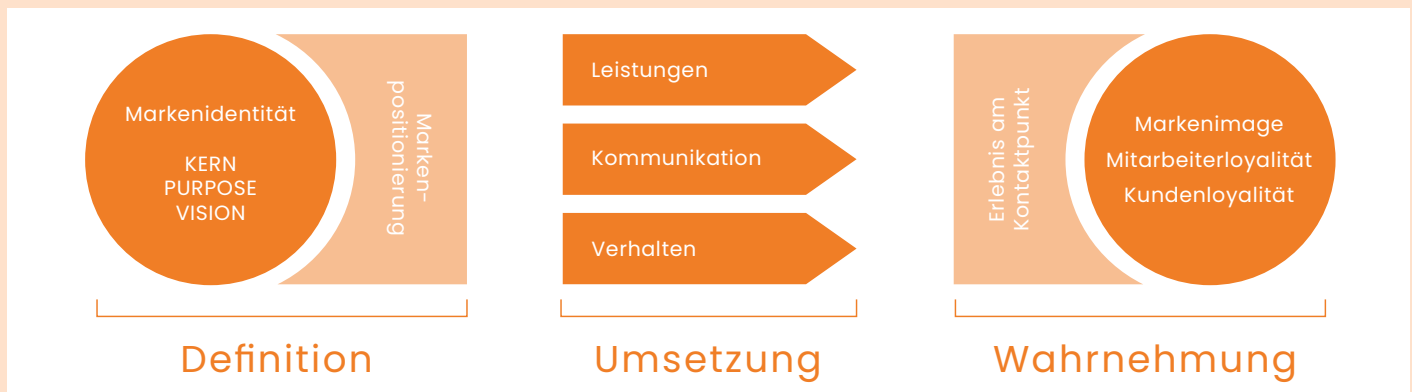 Markenidentität
KERN
PURPOSE
VISION
Marken-
positionierung
Leistungen
Kommunikation
Verhalten
Erlebnis am
Kontaktpunkt
Markenimage
Mitarbeiterloyalität
Kundenloyalität
Definition
Umsetzung
Wahrnehmung